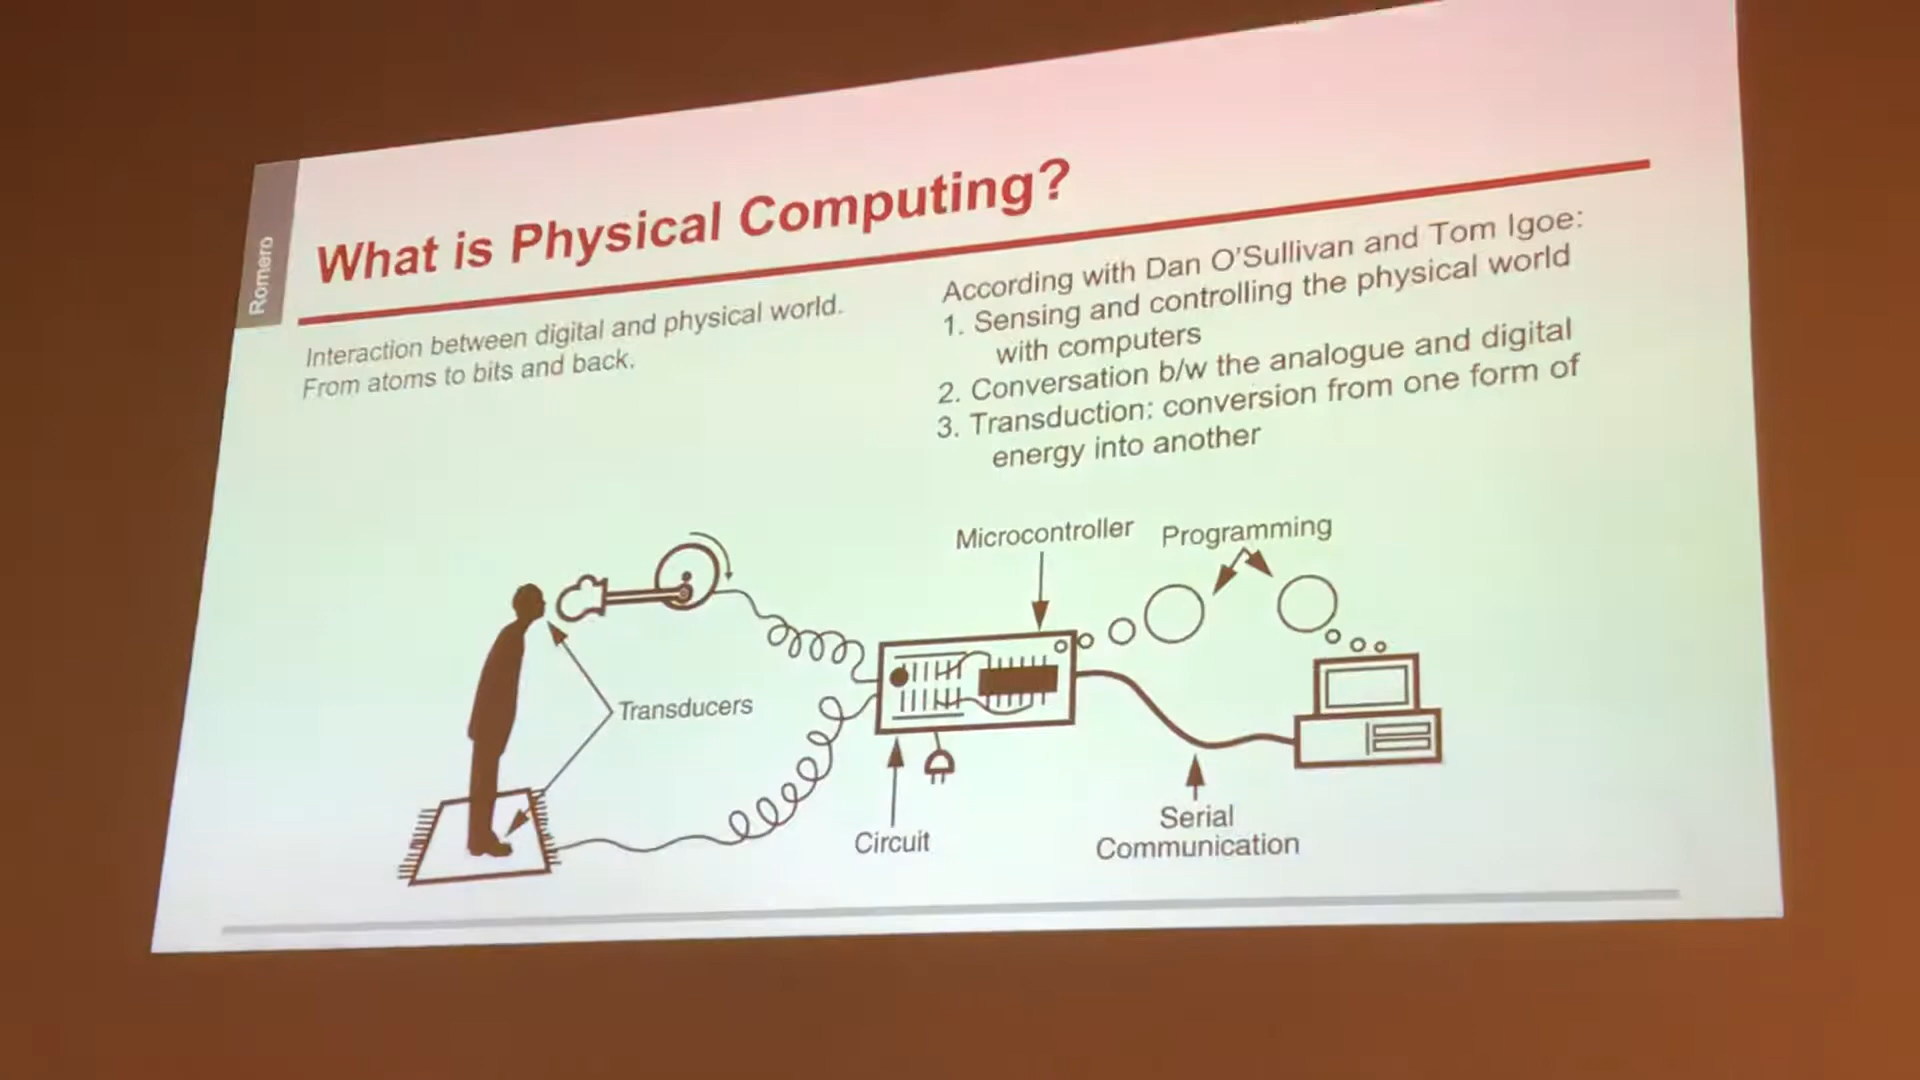 Romero
What is Physical Computing?
Interaction between digital and physical world.
From atoms to bits and back.
According with Dan O'Sullivan and Tom Igoe:
1. Sensing and controlling the physical world
with computers
2. Conversation b/w the analogue and digital
3. Transduction: conversion from one form of
energy into another
Microcontroller
Programming
Transducers
Circuit
Serial
Communication